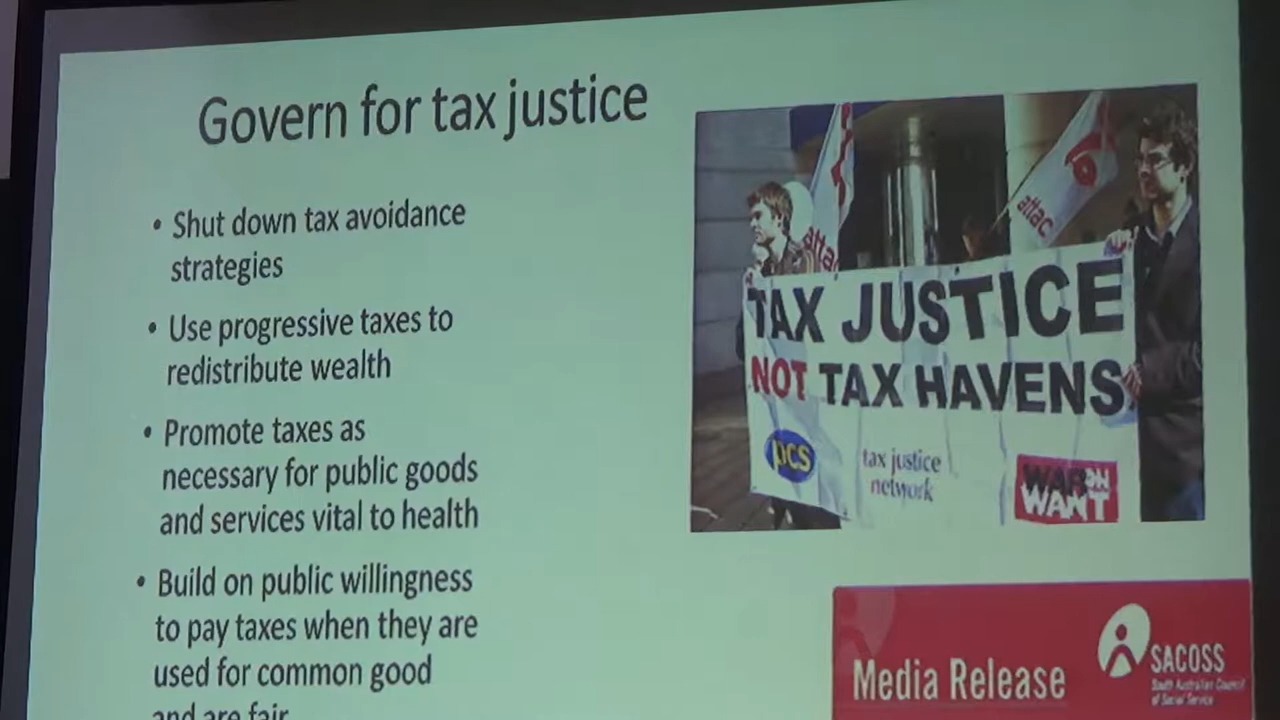 Govern for tax justice
• Shut down tax avoidance
strategies
• Use progressive taxes to
redistribute wealth
• Promote taxes as
necessary for public goods
and services vital to health
• Build on public willingness
to pay taxes when they are
used for common good
and are fair
attac
attac
TAX JUSTICE
NOT TAX HAVENS
pcs
tax justice
network
WAR ON
WANT
Media Release
SACOSS
South Australian Council
of Social Service